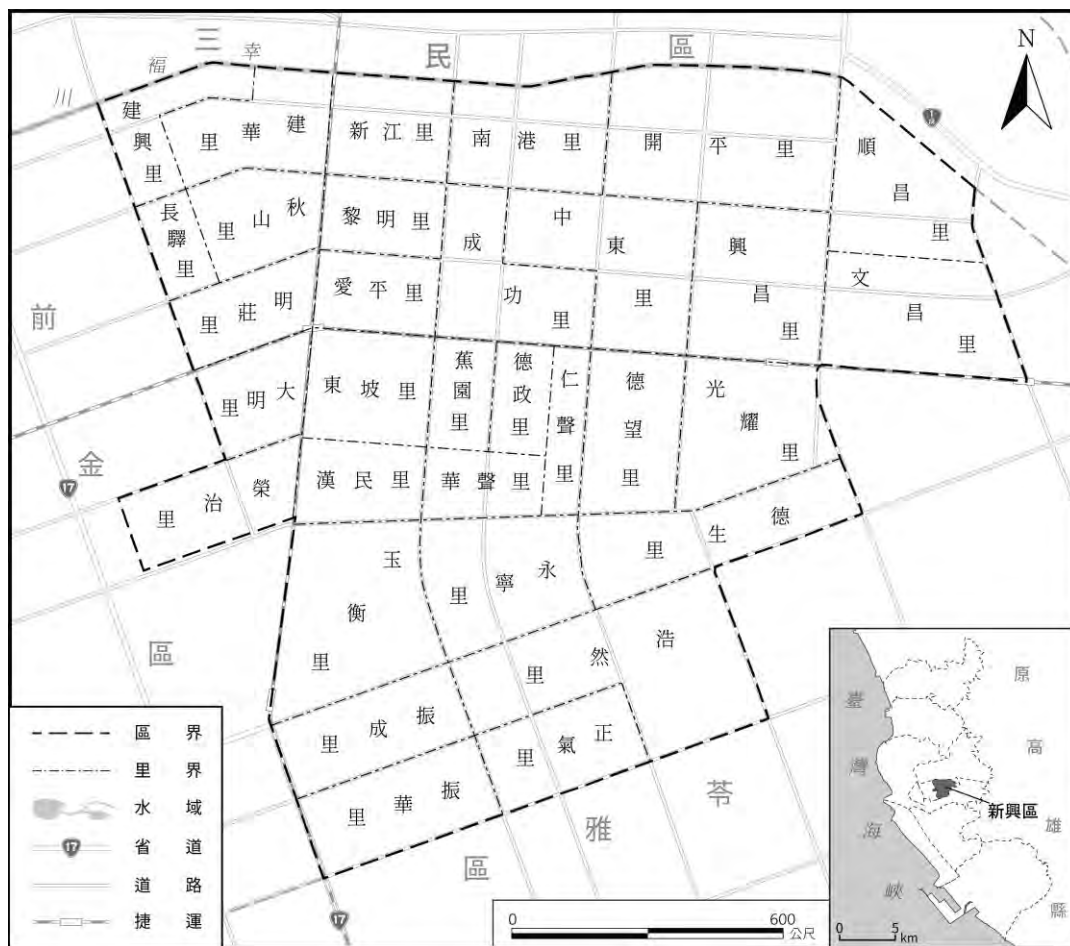 三民區
幸福川
N
1
建興里
建華里
新江里
南港里
開平里
順昌里
長驛里
秋山里
黎明里
成功里
中東里
興昌里
文昌里
明莊里
愛平里
前金區
大明里
東坡里
蕉園里
德政里
仁聲里
德望里
光耀里
17
榮治里
漢民里
華聲里
玉衡里
永寧里
德生里
浩然里
振成里
正氣里
振華里
苓雅區
17
區界
里界
水域
17 省道
道路
捷運
0 600
公尺
臺灣海峽
原高雄縣
新興區
0 5
km